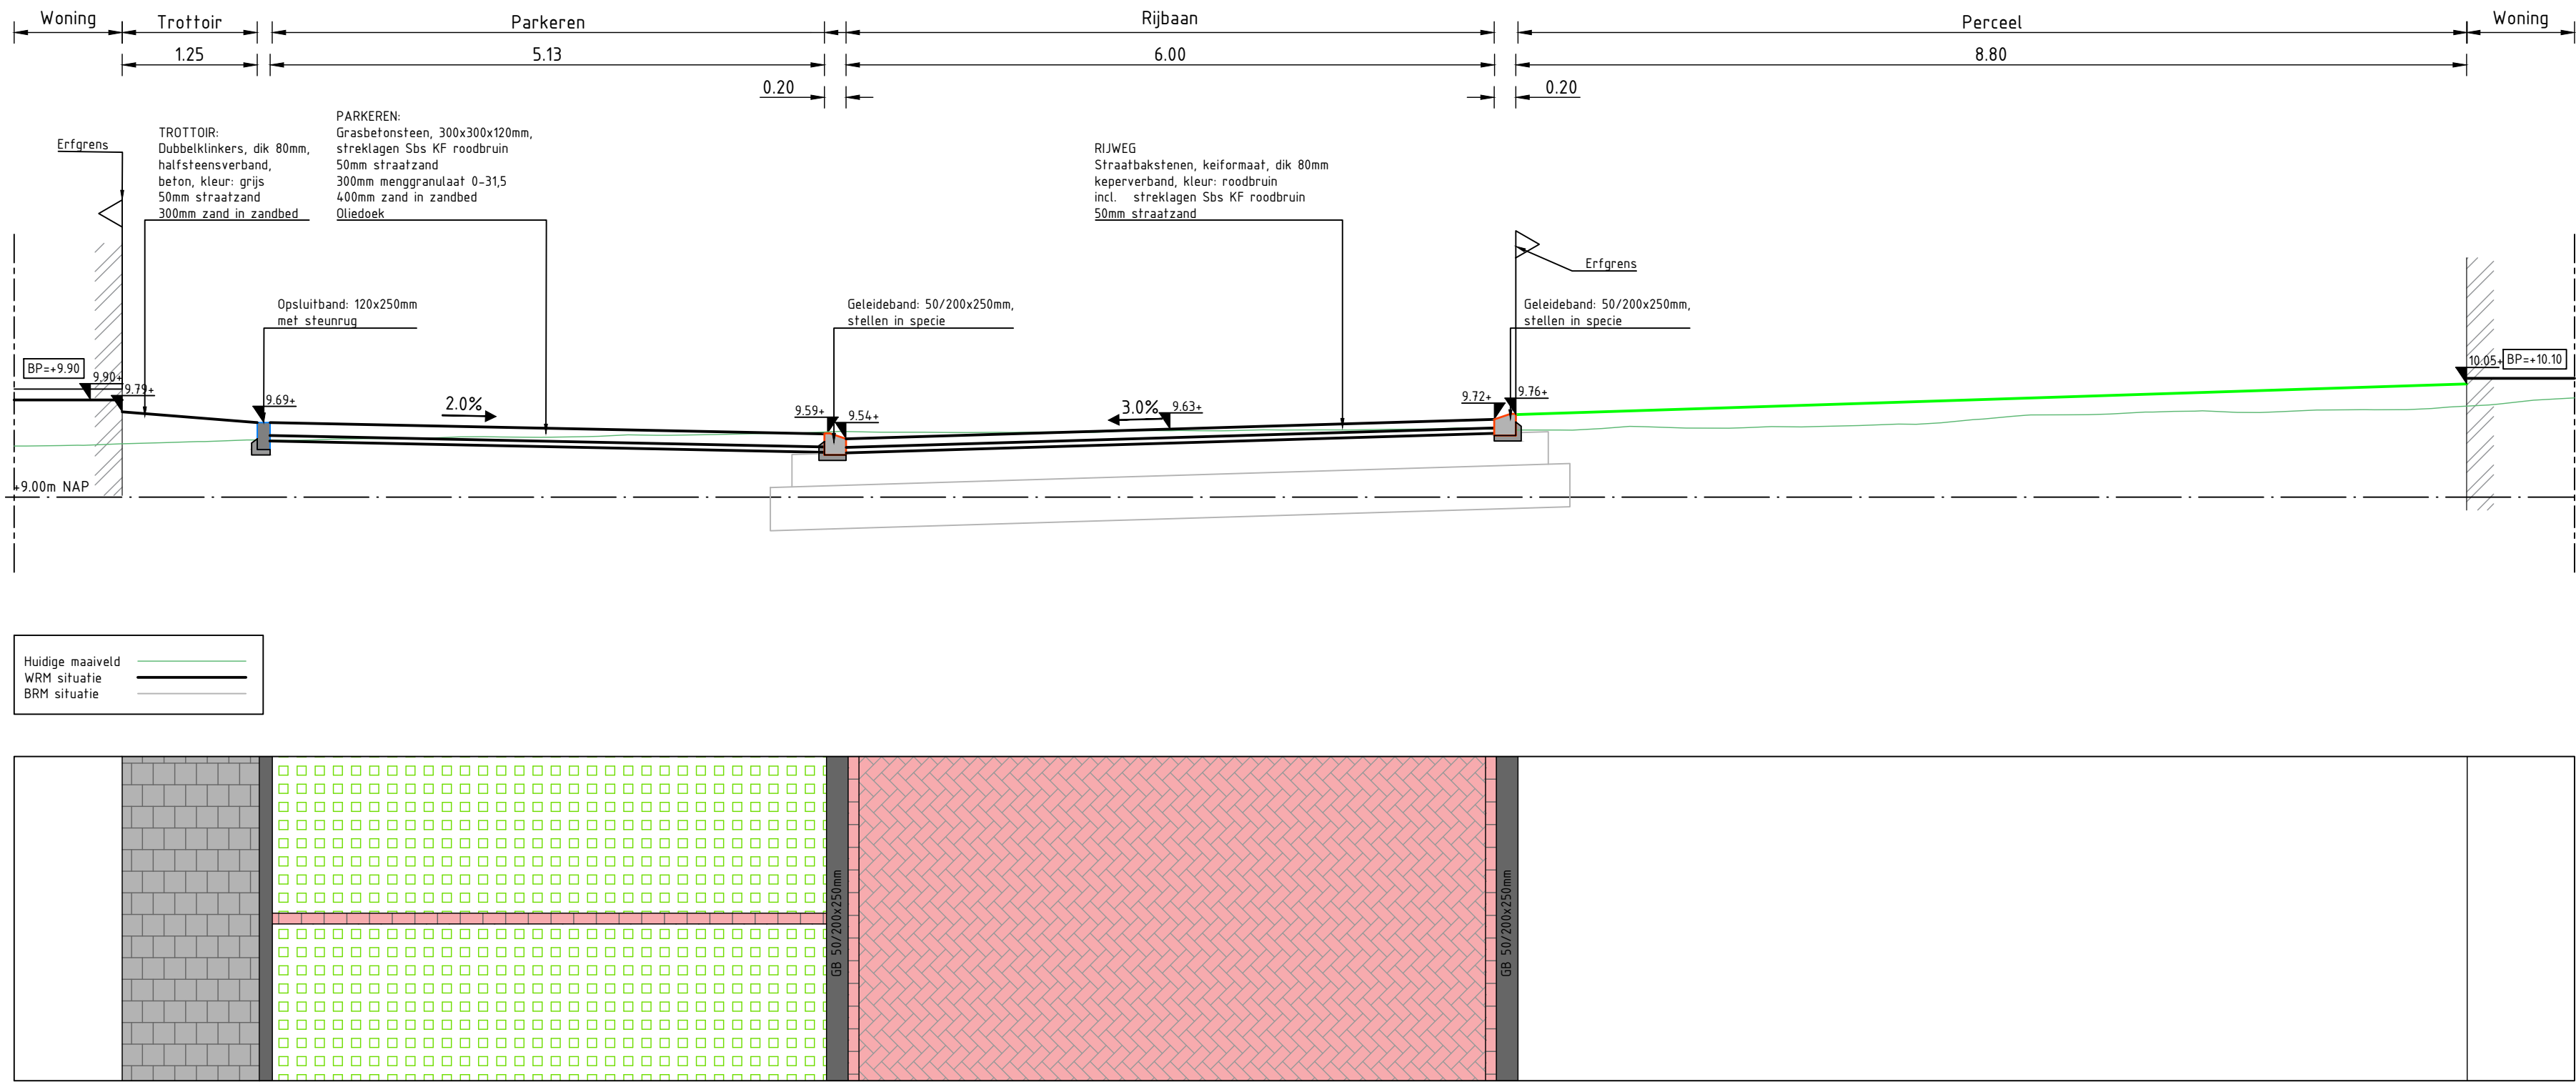 Woning
Trottoir
Parkeren
Rijbaan
Perceel
Woning
1.25
5.13
6.00
8.80
0.20
0.20
Erfgrens
TROTTOIR:
Dubbelklinkers, dik 80mm,
halfsteensverband,
beton, kleur: grijs
50mm straatzand
300mm zand in zandbed
PARKEREN:
Grasbetonsteen, 300x300x120mm,
streklagen Sbs KF roodbruin
50mm straatzand
300mm menggranulaat 0-31,5
400mm zand in zandbed
Oliedoek
RIJWEG
Straatbakstenen, keiformaat, dik 80mm
keperverband, kleur: roodbruin
incl. streklagen Sbs KF roodbruin
50mm straatzand
Erfgrens
Opsluitband: 120x250mm
met steunrug
Geleideband: 50/200x250mm,
stellen in specie
Geleideband: 50/200x250mm,
stellen in specie
BP=+9.90
9.90+
9.79+
9.69+
2.0%
9.59+
9.54+
3.0%
9.63+
9.72+
9.76+
10.05+
BP=+10.10
+9.00m NAP
Huidige maaiveld
WRM situatie
BRM situatie
GB 50/200x250mm
GB 50/200x250mm